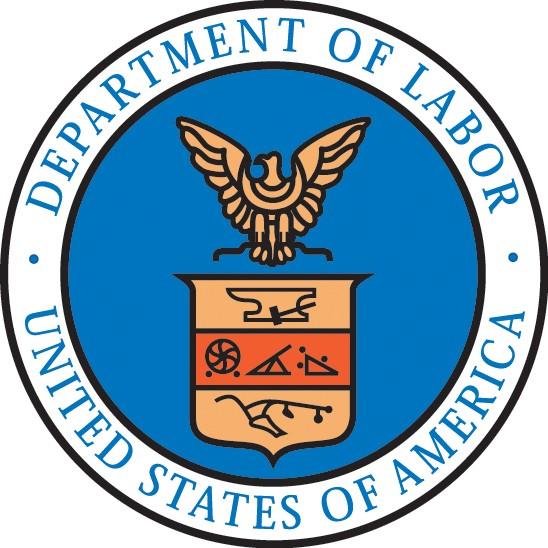 DEPARTMENT OF LABOR
UNITED STATES OF AMERICA